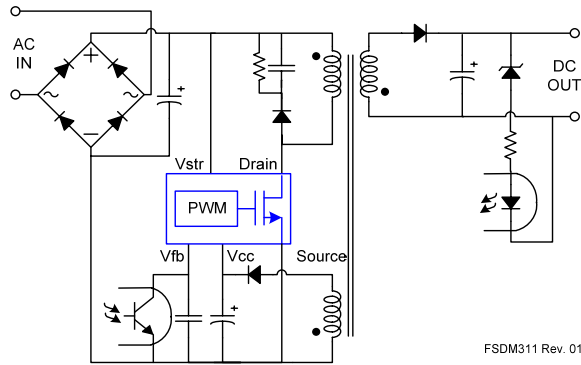 AC
IN
+
~
~
−
+
+
DC
OUT
Vstr
Drain
PWM
Vfb
Vcc
Source
+
FSDM311 Rev. 01